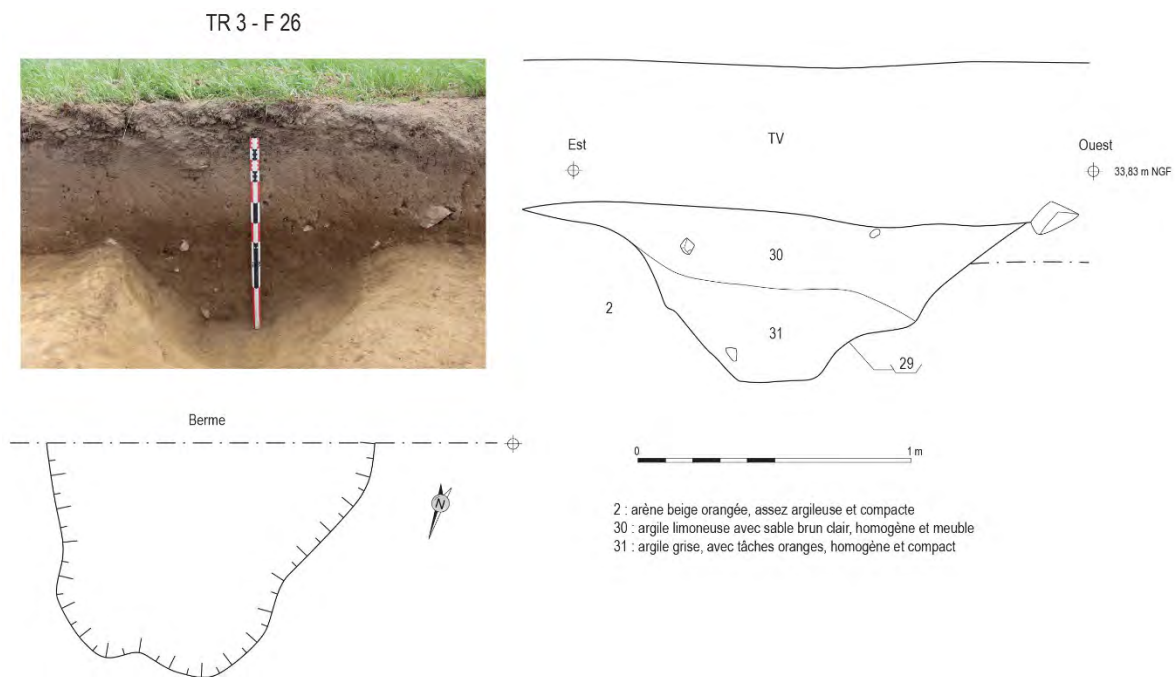 TR 3 - F 26
TV
Est
Ouest
33,83 m NGF
30
2
31
29
Berme
N
0
1 m
2 : arène beige orangée, assez argileuse et compacte
30 : argile limoneuse avec sable brun clair, homogène et meuble
31 : argile grise, avec tâches oranges, homogène et compact